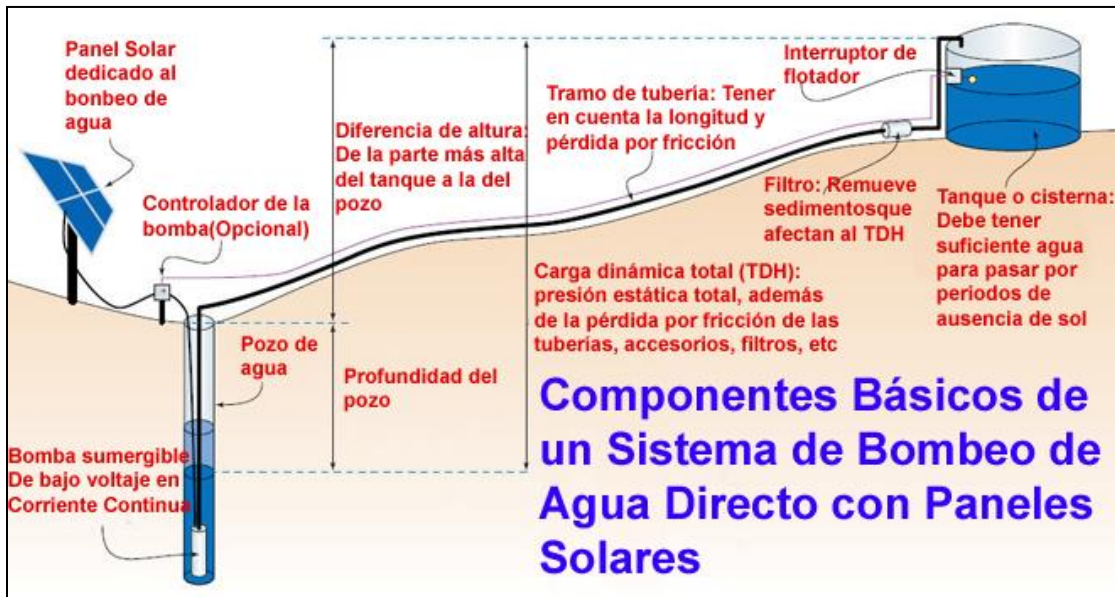 Panel Solar
dedicado al
bonbeo de
agua
Controlador de la
bomba(Opcional)
Diferencia de altura:
De la parte más alta
del tanque a la del
pozo
Tramo de tubería: Tener
en cuenta la longitud y
pérdida por fricción
Interruptor de
flotador
Filtro: Remueve
sedimentosque
afectan al TDH
Tanque o cisterna:
Debe tener
suficiente agua
para pasar por
periodos de
ausencia de sol
Carga dinámica total (TDH):
presión estática total, además
de la pérdida por fricción de las
tuberías, accesorios, filtros, etc
Pozo de
agua
Profundidad del
pozo
Bomba sumergible
De bajo voltaje en
Corriente Continua
Componentes Básicos de
un Sistema de Bombeo de
Agua Directo con Paneles
Solares